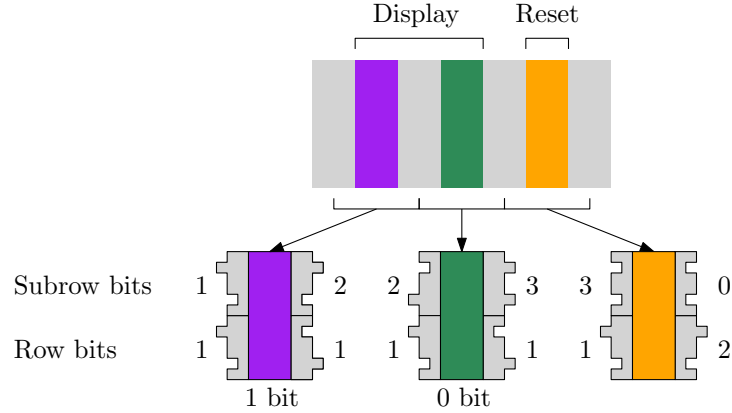 Display Reset
Subrow bits 1 2 2 3 3 0
Row bits 1 1 1 1 1 2
1 bit 0 bit